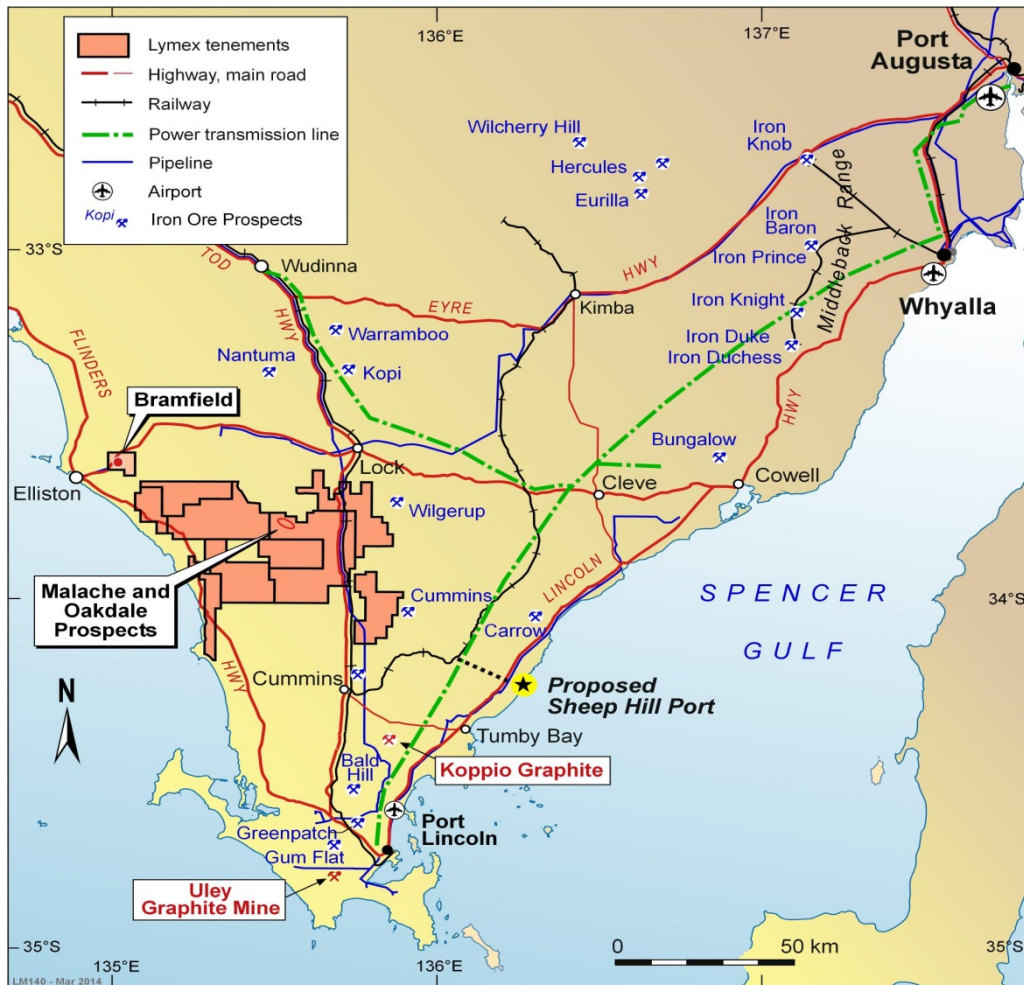 136°E
137°E
Lymex tenements
Highway, main road
Railway
Power transmission line
Pipeline
Airport
Kopi
Iron Ore Prospects
Port
Augusta
Wilcherry Hill
Hercules
Eurilla
Iron
Knob
Iron
Baron
Iron Prince
Middleback Range
33°S
TOD
HWY
Wudinna
EYRE
HWY
Kimba
Whyalla
Iron Knight
Iron Duke
Iron Duchess
Warramboo
Nantuma
Kopi
FLINDERS
HWY
Bramfield
Lock
Bungalow
Elliston
Cleve
Cowell
Wilgerup
Malache and
Oakdale
Prospects
LINCOLN
Cummins
Carrow
SPENCER
GULF
34°S
HWY
Cummins
Proposed
Sheep Hill Port
N
Tumby Bay
Koppio Graphite
Bald
Hill
Greenpatch
Port
Lincoln
Gum Flat
Uley
Graphite Mine
0
50 km
35°S
35°S
135°E
136°E
LM140 - Mar 2014